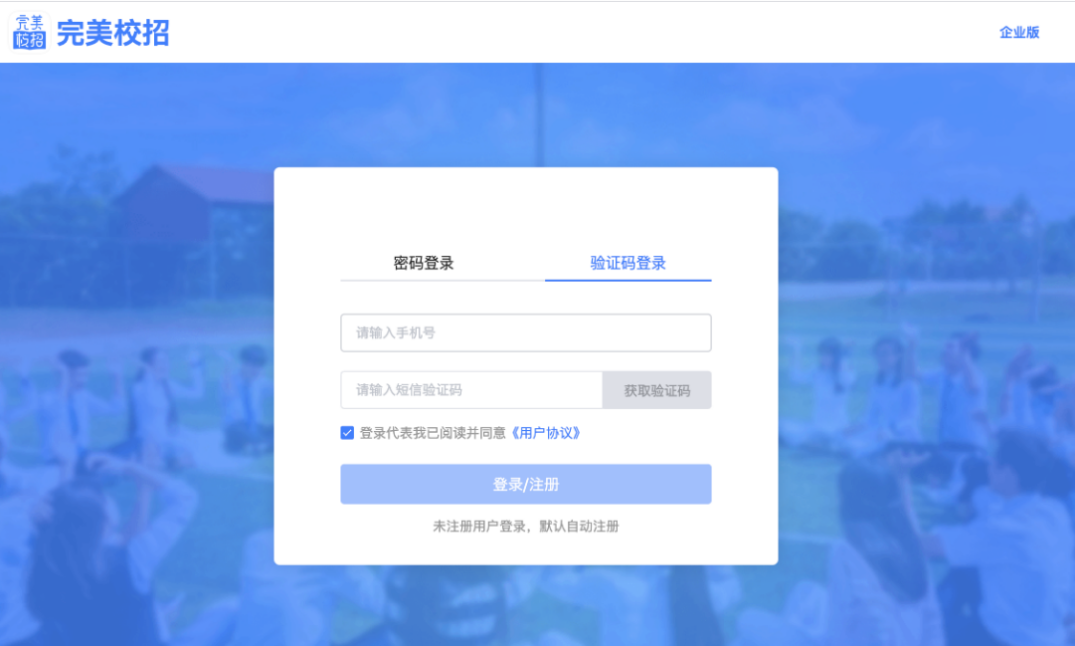 完美
校招
完美校招
企业版
密码登录
验证码登录
请输入手机号
请输入短信验证码
获取验证码
登录代表我已阅读并同意《用户协议》
登录/注册
未注册用户登录，默认自动注册